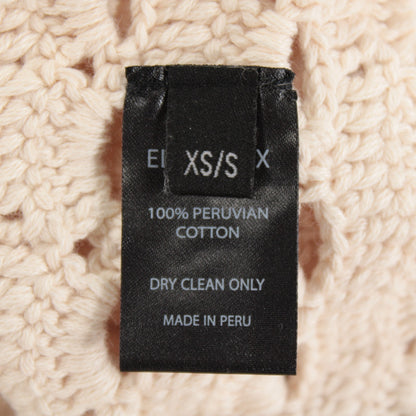 XS/S
100% PERUVIAN
COTTON
DRY CLEAN ONLY
MADE IN PERU